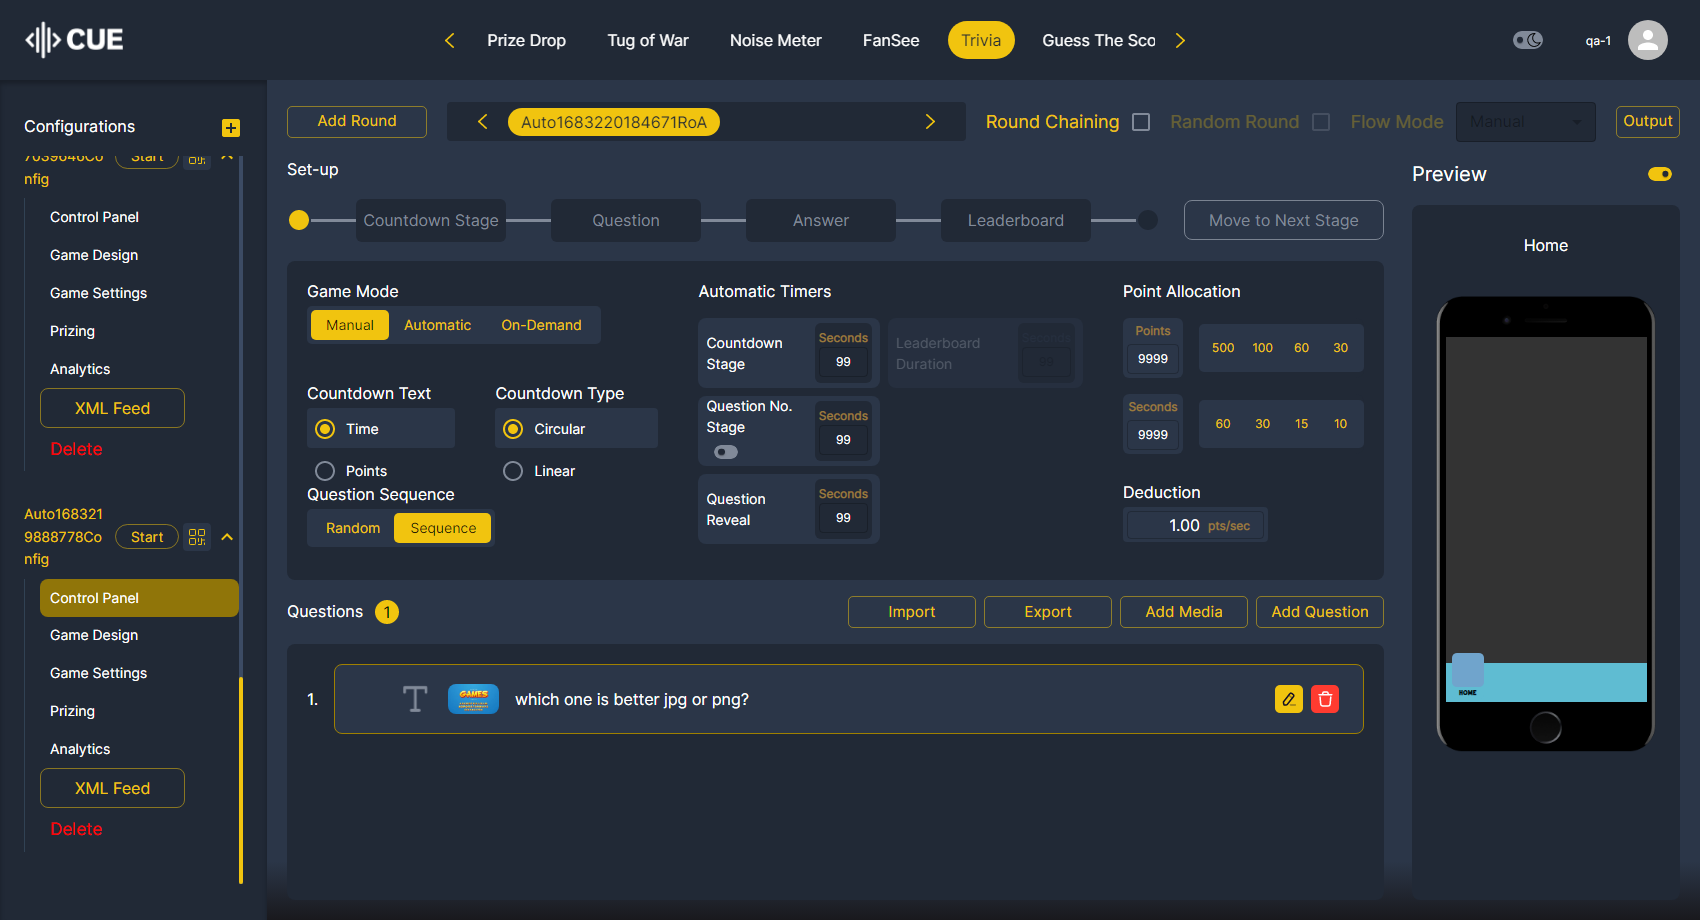 CUE
Prize Drop
Tug of War
Noise Meter
FanSee
Trivia
Guess The Sco
qa-1
Configurations
Start
nfig
Control Panel
Game Design
Game Settings
Prizing
Analytics
XML Feed
Delete
Auto168321
9888778Co
nfig
Start
Control Panel
Game Design
Game Settings
Prizing
Analytics
XML Feed
Delete
Add Round
Auto1683220184671RoA
Round Chaining
Random Round
Flow Mode
Manual
Output
Set-up
Countdown Stage
Question
Answer
Leaderboard
Move to Next Stage
Game Mode
Manual
Automatic
On-Demand
Countdown Text
Time
Points
Countdown Type
Circular
Linear
Question Sequence
Random
Sequence
Automatic Timers
Countdown
Stage
Seconds
99
Leaderboard
Duration
Seconds
99
Question No.
Stage
Seconds
99
Question
Reveal
Seconds
99
Point Allocation
Points
9999
500 100 60 30
Seconds
9999
60 30 15 10
Deduction
1.00 pts/sec
Questions 1
Import
Export
Add Media
Add Question
1.
GAMES
which one is better jpg or png?
Preview
Home
HOME